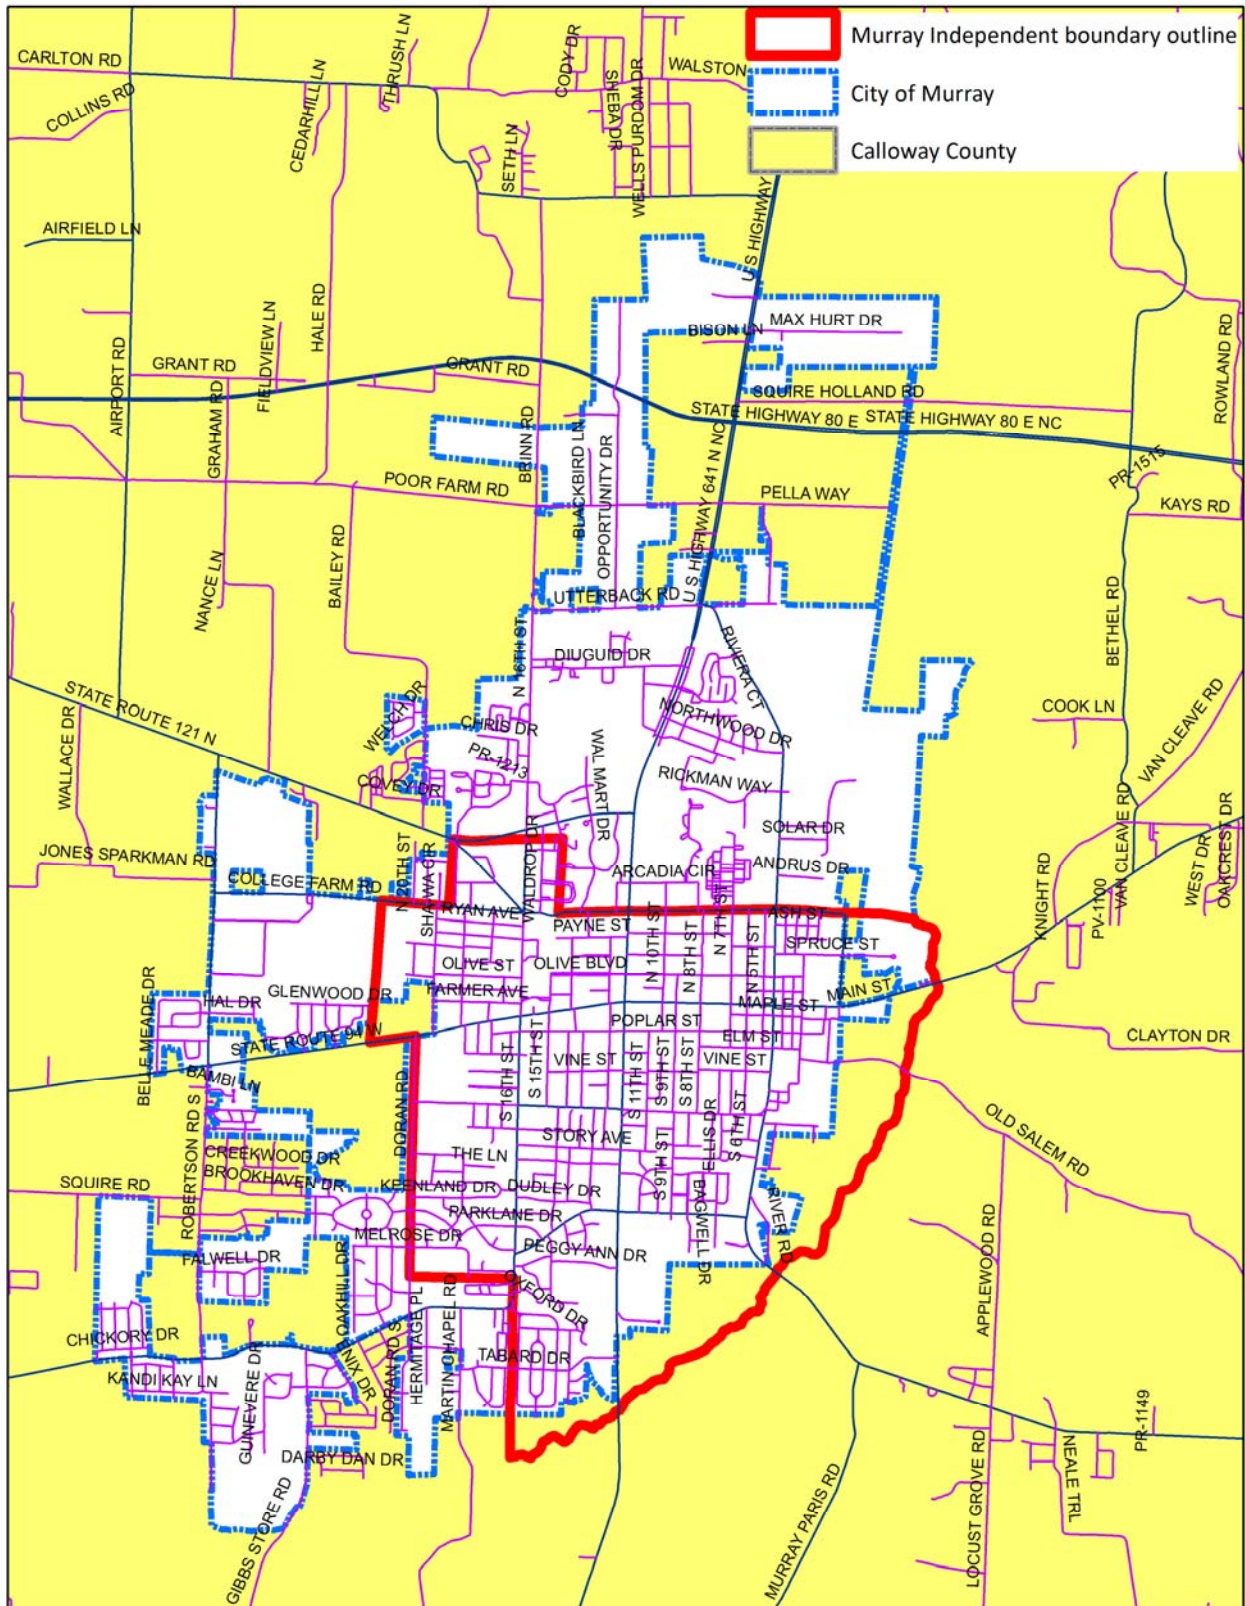 Murray Independent boundary outline
City of Murray
Calloway County
CARLTON RD
COLLINS RD
CEDARHILL LN
THRUSH LN
CODY DR
SHEBA DR
WELLS PURDOM DR
WALSTON
SETH LN
AIRFIELD LN
U S HIGHWAY
MAX HURT DR
BISON LN
HALE RD
FIELDVIEW LN
AIRPORT RD
GRANT RD
GRANT RD
GRAHAM RD
SQUIRE HOLLAND RD
STATE HIGHWAY 80 E
STATE HIGHWAY 80 E NC
ROWLAND RD
BRINN RD
BLACKBIRD LN
OPPORTUNITY DR
U S HIGHWAY 641 N NC
POOR FARM RD
PELLA WAY
PR-1515
KAYS RD
NANCE LN
BAILEY RD
UTTERBACK RD
BETHEL RD
N 16TH ST
DIUGUID DR
RIVIERA CT
STATE ROUTE 121 N
WALLACE DR
WELCH DR
CHRIS DR
NORTHWOOD DR
COOK LN
VAN CLEAVE RD
PR-1213
COVEY DR
WAL MART DR
RICKMAN WAY
SOLAR DR
WALDROP DR
JONES SPARKMAN RD
COLLEGE FARM RD
N 20TH ST
SHA-WA CIR
ARCADIA CIR
ANDRUS DR
KNIGHT RD
PV-1100
VAN CLEAVE RD
WEST DR
OAKCREST DR
RYAN AVE
PAYNE ST
N 10TH ST
N 8TH ST
N 7TH ST
N 5TH ST
ASH ST
SPRUCE ST
OLIVE ST
OLIVE BLVD
BELLE MEADE DR
HAL DR
GLENWOOD DR
FARMER AVE
MAPLE ST
MAIN ST
STATE ROUTE 94 W
POPLAR ST
ELM ST
CLAYTON DR
BAMBI LN
DORAN RD
S 16TH ST
S 15TH ST
VINE ST
S 11TH ST
S 9TH ST
S 8TH ST
VINE ST
S 6TH ST
ELLIS DR
OLD SALEM RD
STORY AVE
CREEKWOOD DR
THE LN
BROOKHAVEN DR
SQUIRE RD
ROBERTSON RD S
KEENLAND DR
DUDLEY DR
S 9TH ST
BAGWELL DR
RIVER RD
PARKLANE DR
MELROSE DR
PEGGY ANN DR
APPLEWOOD RD
FALWELL DR
OAKHILL DR
OXFORD DR
CHICKORY DR
HERMITAGE PL
MARTIN CHAPEL RD
TABARD DR
KANDI KAY LN
GUINEVERE DR
ENIX DR
DORAN RD S
DARBY DAN DR
GIBBS STORE RD
MURRAY PARIS RD
LOCUST GROVE RD
NEALE TRL
PR-1149